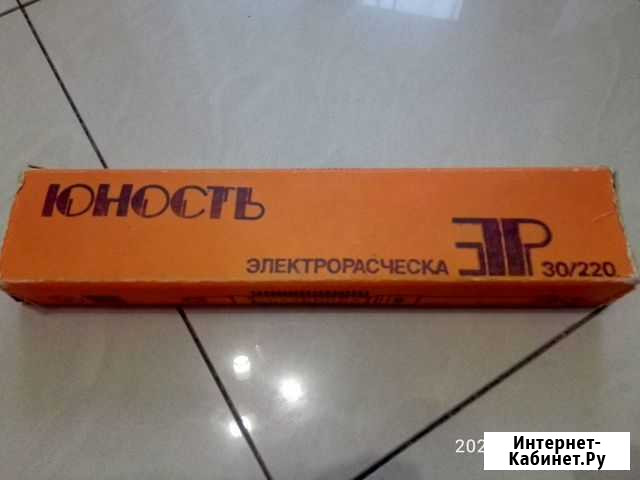 ЮНОСТЬ
ЭЛЕКТРОРАСЧЕСКА ЭР 30/220
202
Интернет-
Кабинет.Ру